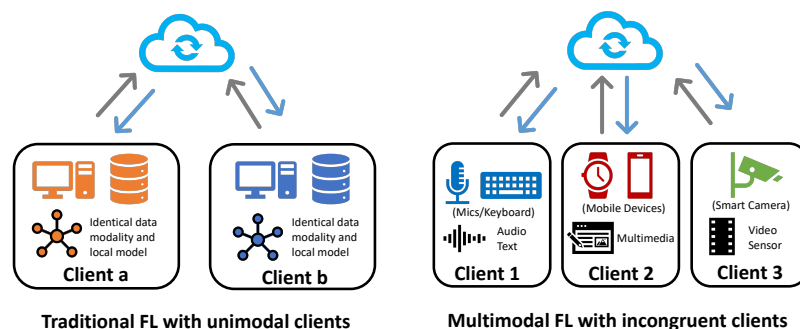 Identical data
modality and
local model
Client a
Identical data
modality and
local model
Client b
Traditional FL with unimodal clients
(Mics/Keyboard)
Audio
Text
Client 1
(Mobile Devices)
Multimedia
Client 2
(Smart Camera)
Video
Sensor
Client 3
Multimodal FL with incongruent clients